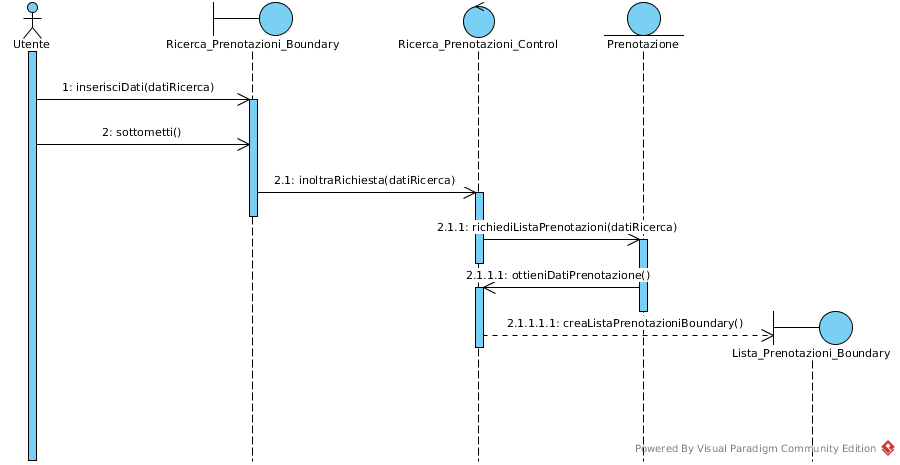 Utente
Ricerca_Prenotazioni_Boundary
Ricerca_Prenotazioni_Control
Prenotazione
1: inserisciDati(datiRicerca)
2: sottometti()
2.1: inoltraRichiesta(datiRicerca)
2.1.1: richiediListaPrenotazioni(datiRicerca)
2.1.1.1: ottieniDatiPrenotazione()
2.1.1.1.1: creaListaPrenotazioniBoundary()
Lista_Prenotazioni_Boundary
Powered By Visual Paradigm Community Edition